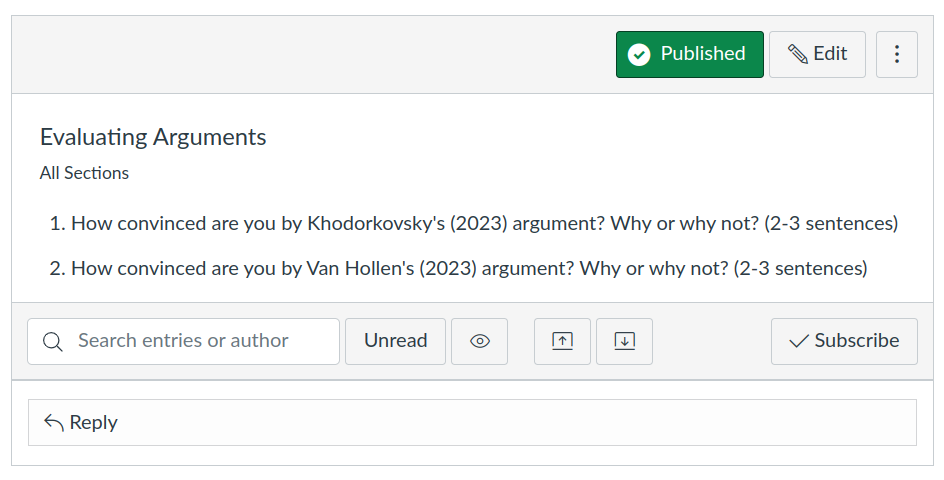 Published
Edit
Evaluating Arguments
All Sections
1. How convinced are you by Khodorkovsky's (2023) argument? Why or why not? (2-3 sentences)
2. How convinced are you by Van Hollen's (2023) argument? Why or why not? (2-3 sentences)
Search entries or author
Unread
Subscribe
Reply